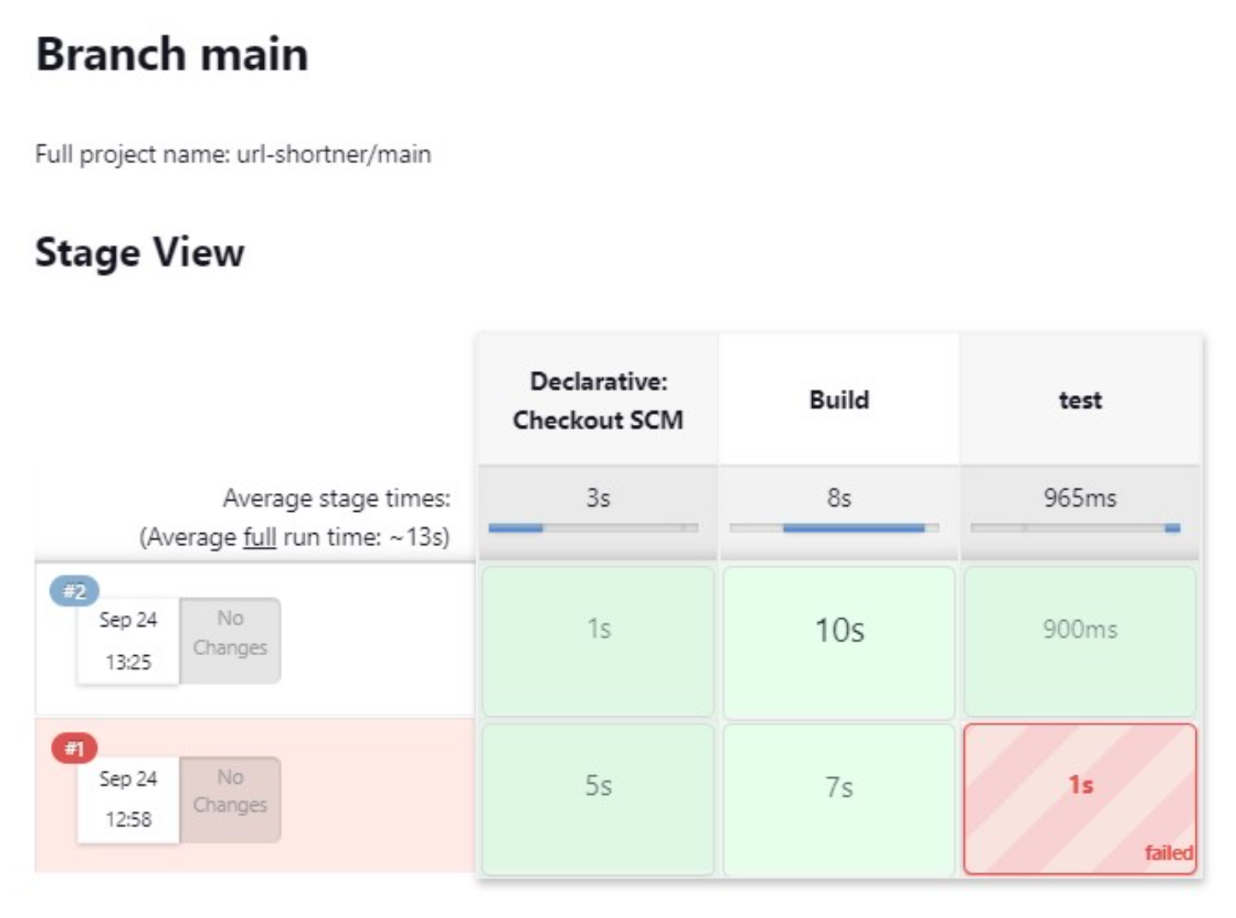 Branch main
Full project name: url-shortner/main
Stage View
Declarative:
Checkout SCM
Build
test
Average stage times:
(Average full run time: ~13s)
3s
8s
965ms
#2
Sep 24
13:25
No
Changes
1s
10s
900ms
#1
Sep 24
12:58
No
Changes
5s
7s
1s
failed